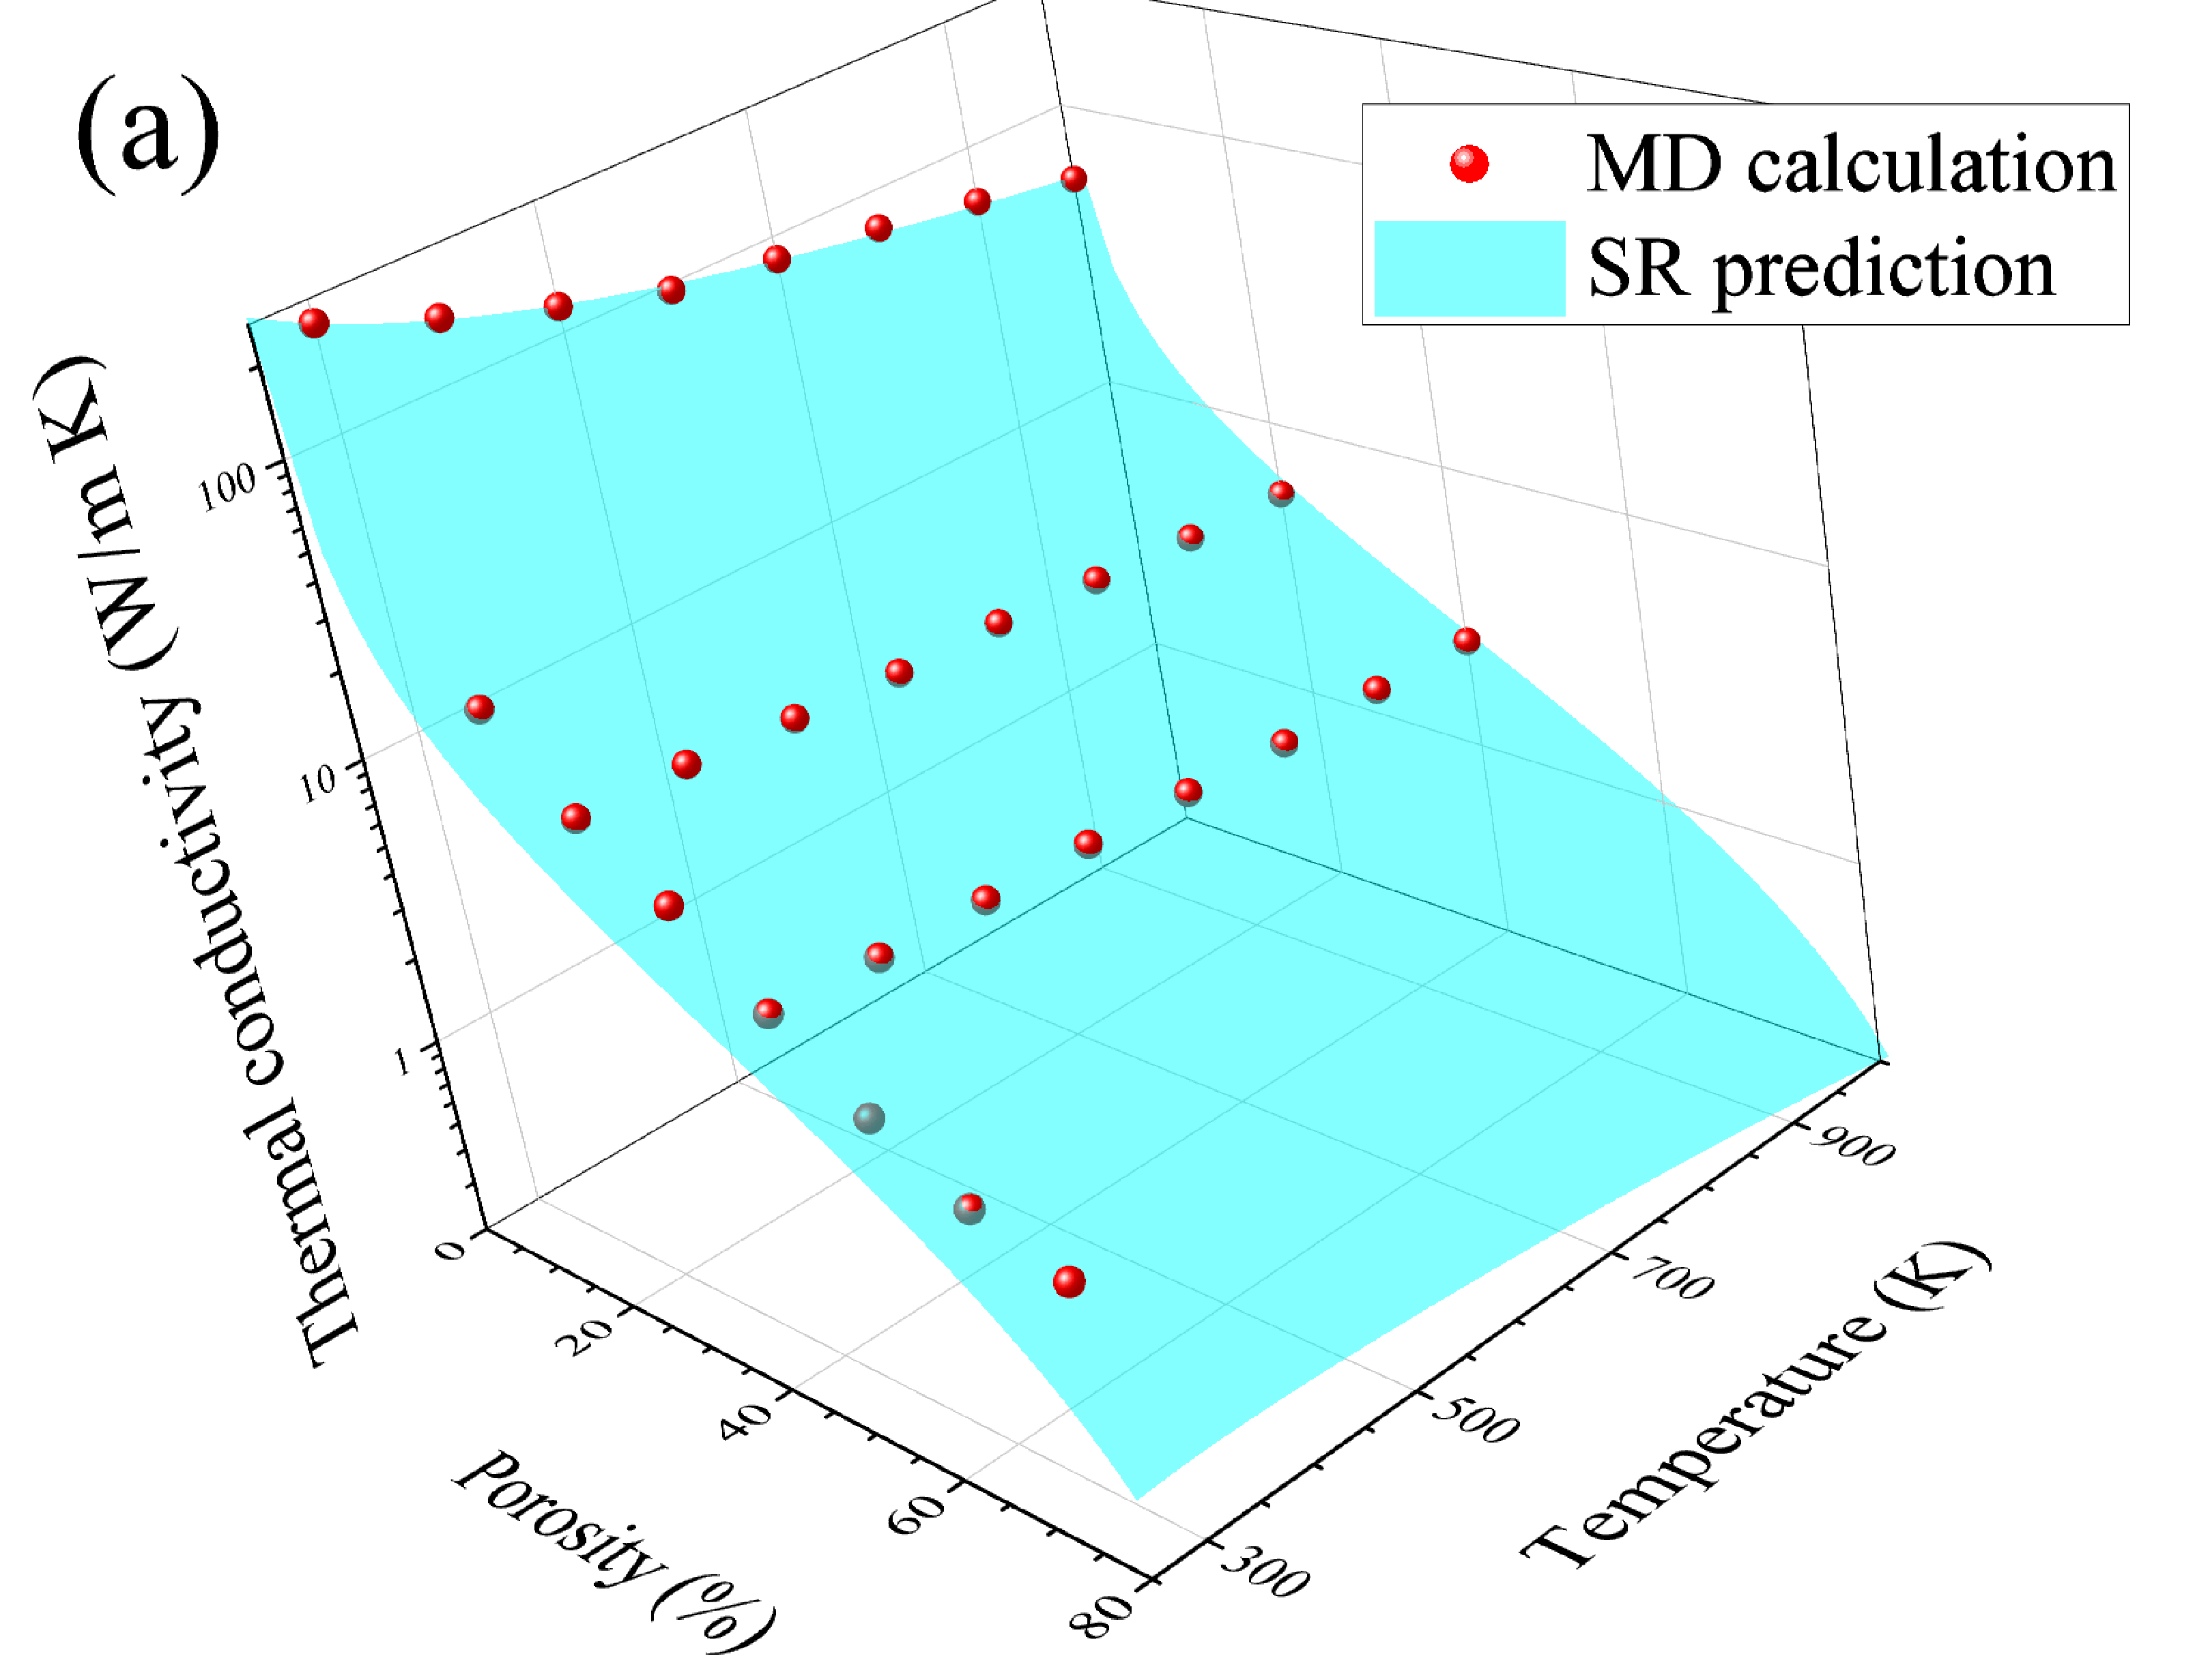 (a)
MD calculation
SR prediction
Thermal conductivity (W/m K)
100
10
1
0
20
40
60
80
Porosity (%)
300
500
700
900
Temperature (K)